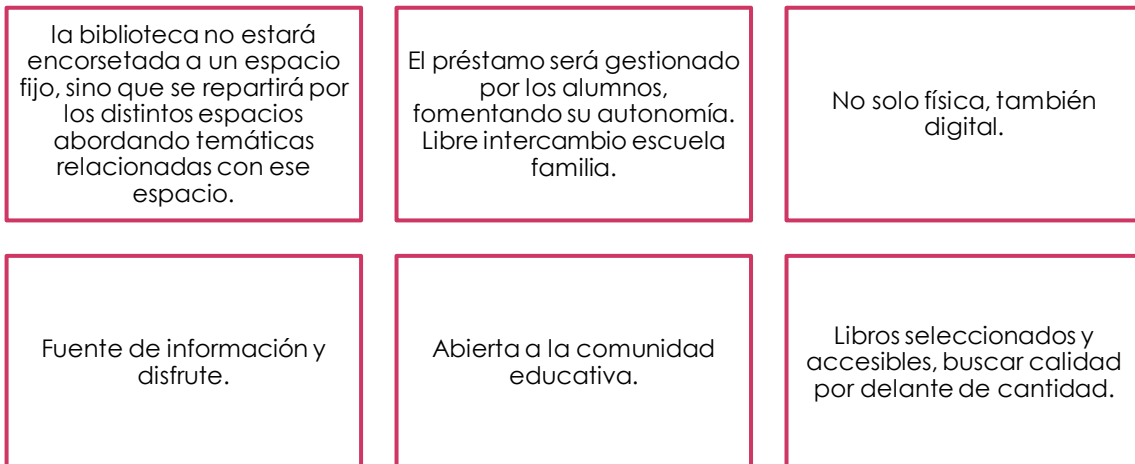 la biblioteca no estará
encorsetada a un espacio
fijo, sino que se repartirá por
los distintos espacios
abordando temáticas
relacionadas con ese
espacio.
El préstamo será gestionado
por los alumnos,
fomentando su autonomía.
Libre intercambio escuela
familia.
No solo física, también
digital.
Fuente de información y
disfrute.
Abierta a la comunidad
educativa.
Libros seleccionados y
accesibles, buscar calidad
por delante de cantidad.